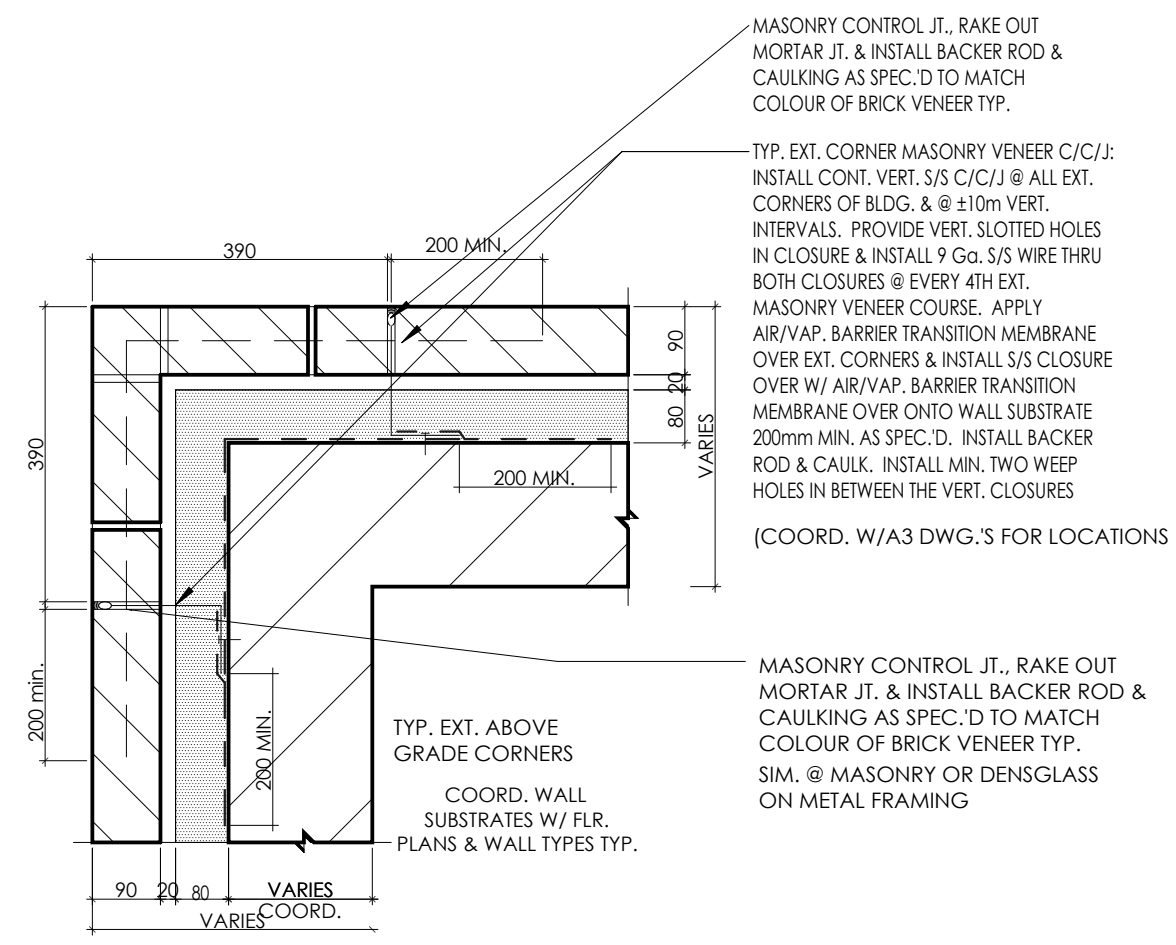 MASONRY CONTROL JT., RAKE OUT
MORTAR JT. & INSTALL BACKER ROD &
CAULKING AS SPEC.'D TO MATCH
COLOUR OF BRICK VENEER TYP.
TYP. EXT. CORNER MASONRY VENEER C/C/J:
INSTALL CONT. VERT. S/S C/C/J @ ALL EXT.
CORNERS OF BLDG. & @ ±10m VERT.
INTERVALS. PROVIDE VERT. SLOTTED HOLES
IN CLOSURE & INSTALL 9 Ga. S/S WIRE THRU
BOTH CLOSURES @ EVERY 4TH EXT.
MASONRY VENEER COURSE. APPLY
AIR/VAP. BARRIER TRANSITION MEMBRANE
OVER EXT. CORNERS & INSTALL S/S CLOSURE
OVER W/ AIR/VAP. BARRIER TRANSITION
MEMBRANE OVER ONTO WALL SUBSTRATE
200mm MIN. AS SPEC.'D. INSTALL BACKER
ROD & CAULK. INSTALL MIN. TWO WEEP
HOLES IN BETWEEN THE VERT. CLOSURES
(COORD. W/A3 DWG.'S FOR LOCATIONS
390
200 MIN.
90
20
80
VARIES
200 MIN.
390
200 min.
200 MIN.
TYP. EXT. ABOVE
GRADE CORNERS
COORD. WALL
SUBSTRATES W/ FLR.
PLANS & WALL TYPES TYP.
MASONRY CONTROL JT., RAKE OUT
MORTAR JT. & INSTALL BACKER ROD &
CAULKING AS SPEC.'D TO MATCH
COLOUR OF BRICK VENEER TYP.
SIM. @ MASONRY OR DENSGLASS
ON METAL FRAMING
90
20
80
VARIES
COORD.
VARIES